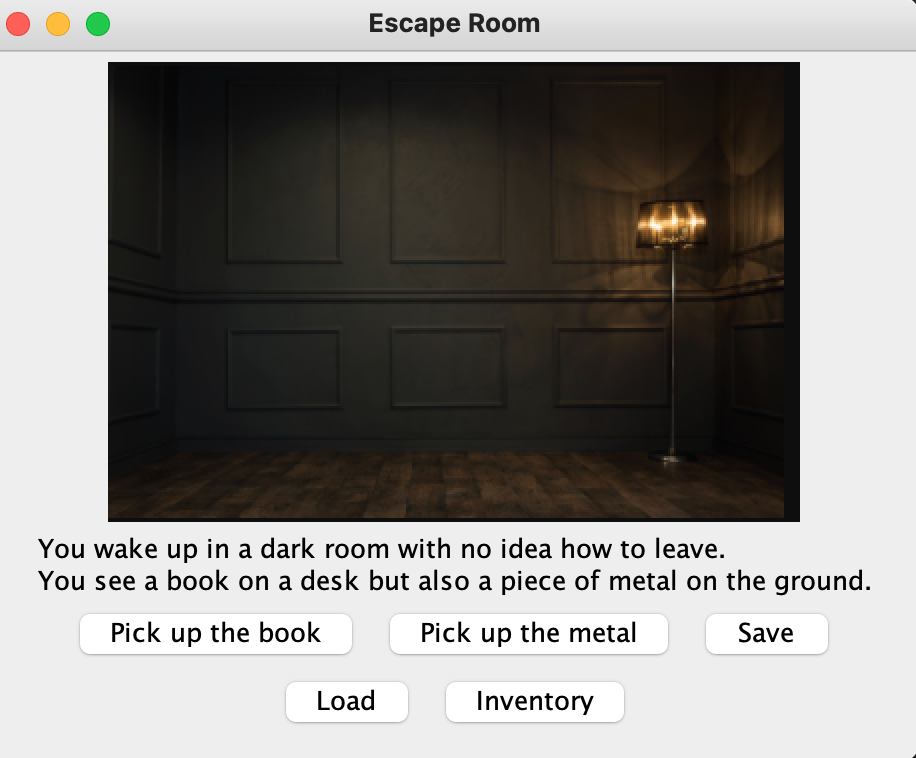 Escape Room
You wake up in a dark room with no idea how to leave.
You see a book on a desk but also a piece of metal on the ground.
Pick up the book
Pick up the metal
Save
Load
Inventory